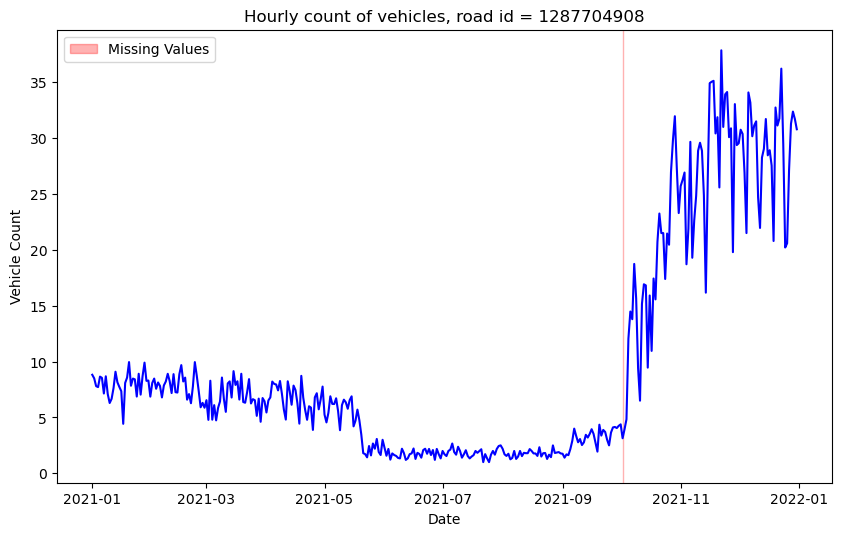 Hourly count of vehicles, road id = 1287704908
Missing Values
35
30
25
20
15
10
5
0
Vehicle Count
2021-01 2021-03 2021-05 2021-07 2021-09 2021-11 2022-01
Date